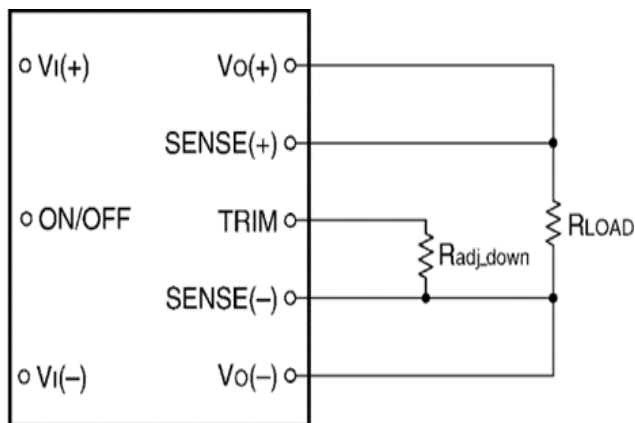 VI(+)
VO(+)
SENSE(+)
ON/OFF
TRIM
RLOAD
Radj_down
SENSE(-)
VI(-)
VO(-)